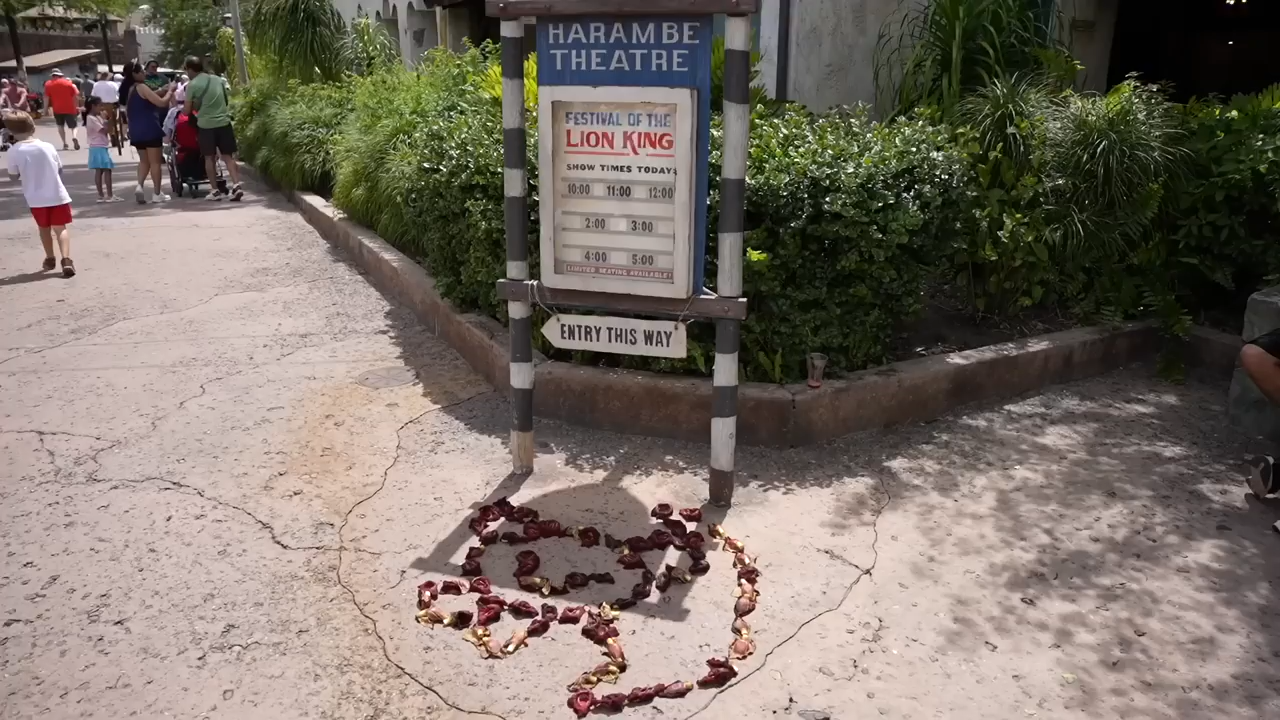 HARAMBE
THEATRE
FESTIVAL OF THE
LION KING
SHOW TIMES TODAY:
10:00 11:00 12:00
2:00 3:00
4:00 5:00
LIMITED SEATING AVAILABLE!
ENTRY THIS WAY